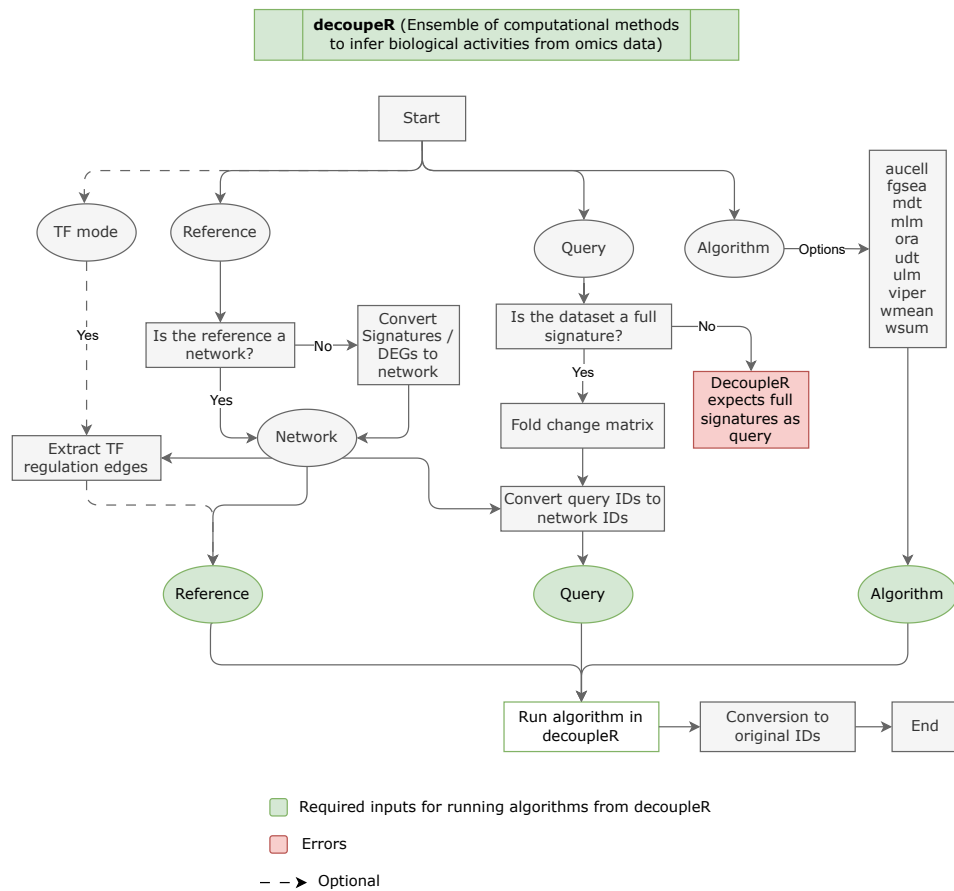 decoupeR (Ensemble of computational methods
to infer biological activities from omics data)
Start
TF mode
Reference
Query
Algorithm
Options
aucell
fgsea
mdt
mlm
ora
udt
ulm
viper
wmean
wsum
Yes
Is the reference a
network?
No
Convert
Signatures /
DEGs to
network
Is the dataset a full
signature?
No
Yes
Yes
DecoupleR
expects full
signatures as
query
Fold change matrix
Network
Extract TF
regulation edges
Convert query IDs to
network IDs
Reference
Query
Algorithm
Run algorithm in
decoupleR
Conversion to
original IDs
End
Required inputs for running algorithms from decoupleR
Errors
Optional